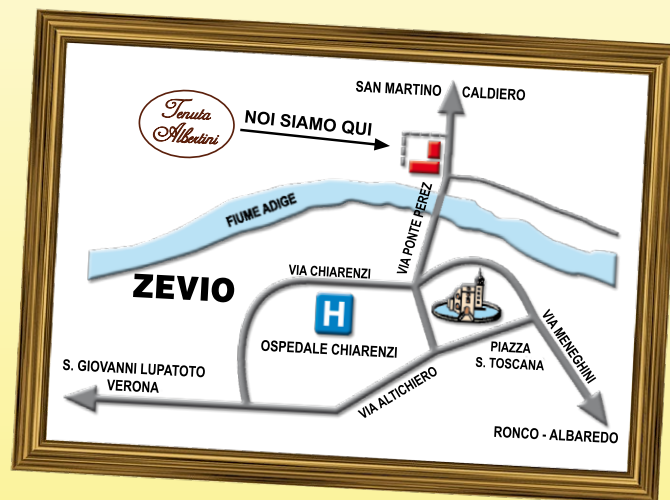 SAN MARTINO CALDIERO
Tenuta
Albertini
NOI SIAMO QUI
FIUME ADIGE
VIA PONTE PEREZ
ZEVIO
VIA CHIARENZI
H
OSPEDALE CHIARENZI
VIA MENEGHINI
PIAZZA
S. TOSCANA
S. GIOVANNI LUPATOTO
VERONA
VIA ALTICHIERO
RONCO - ALBAREDO